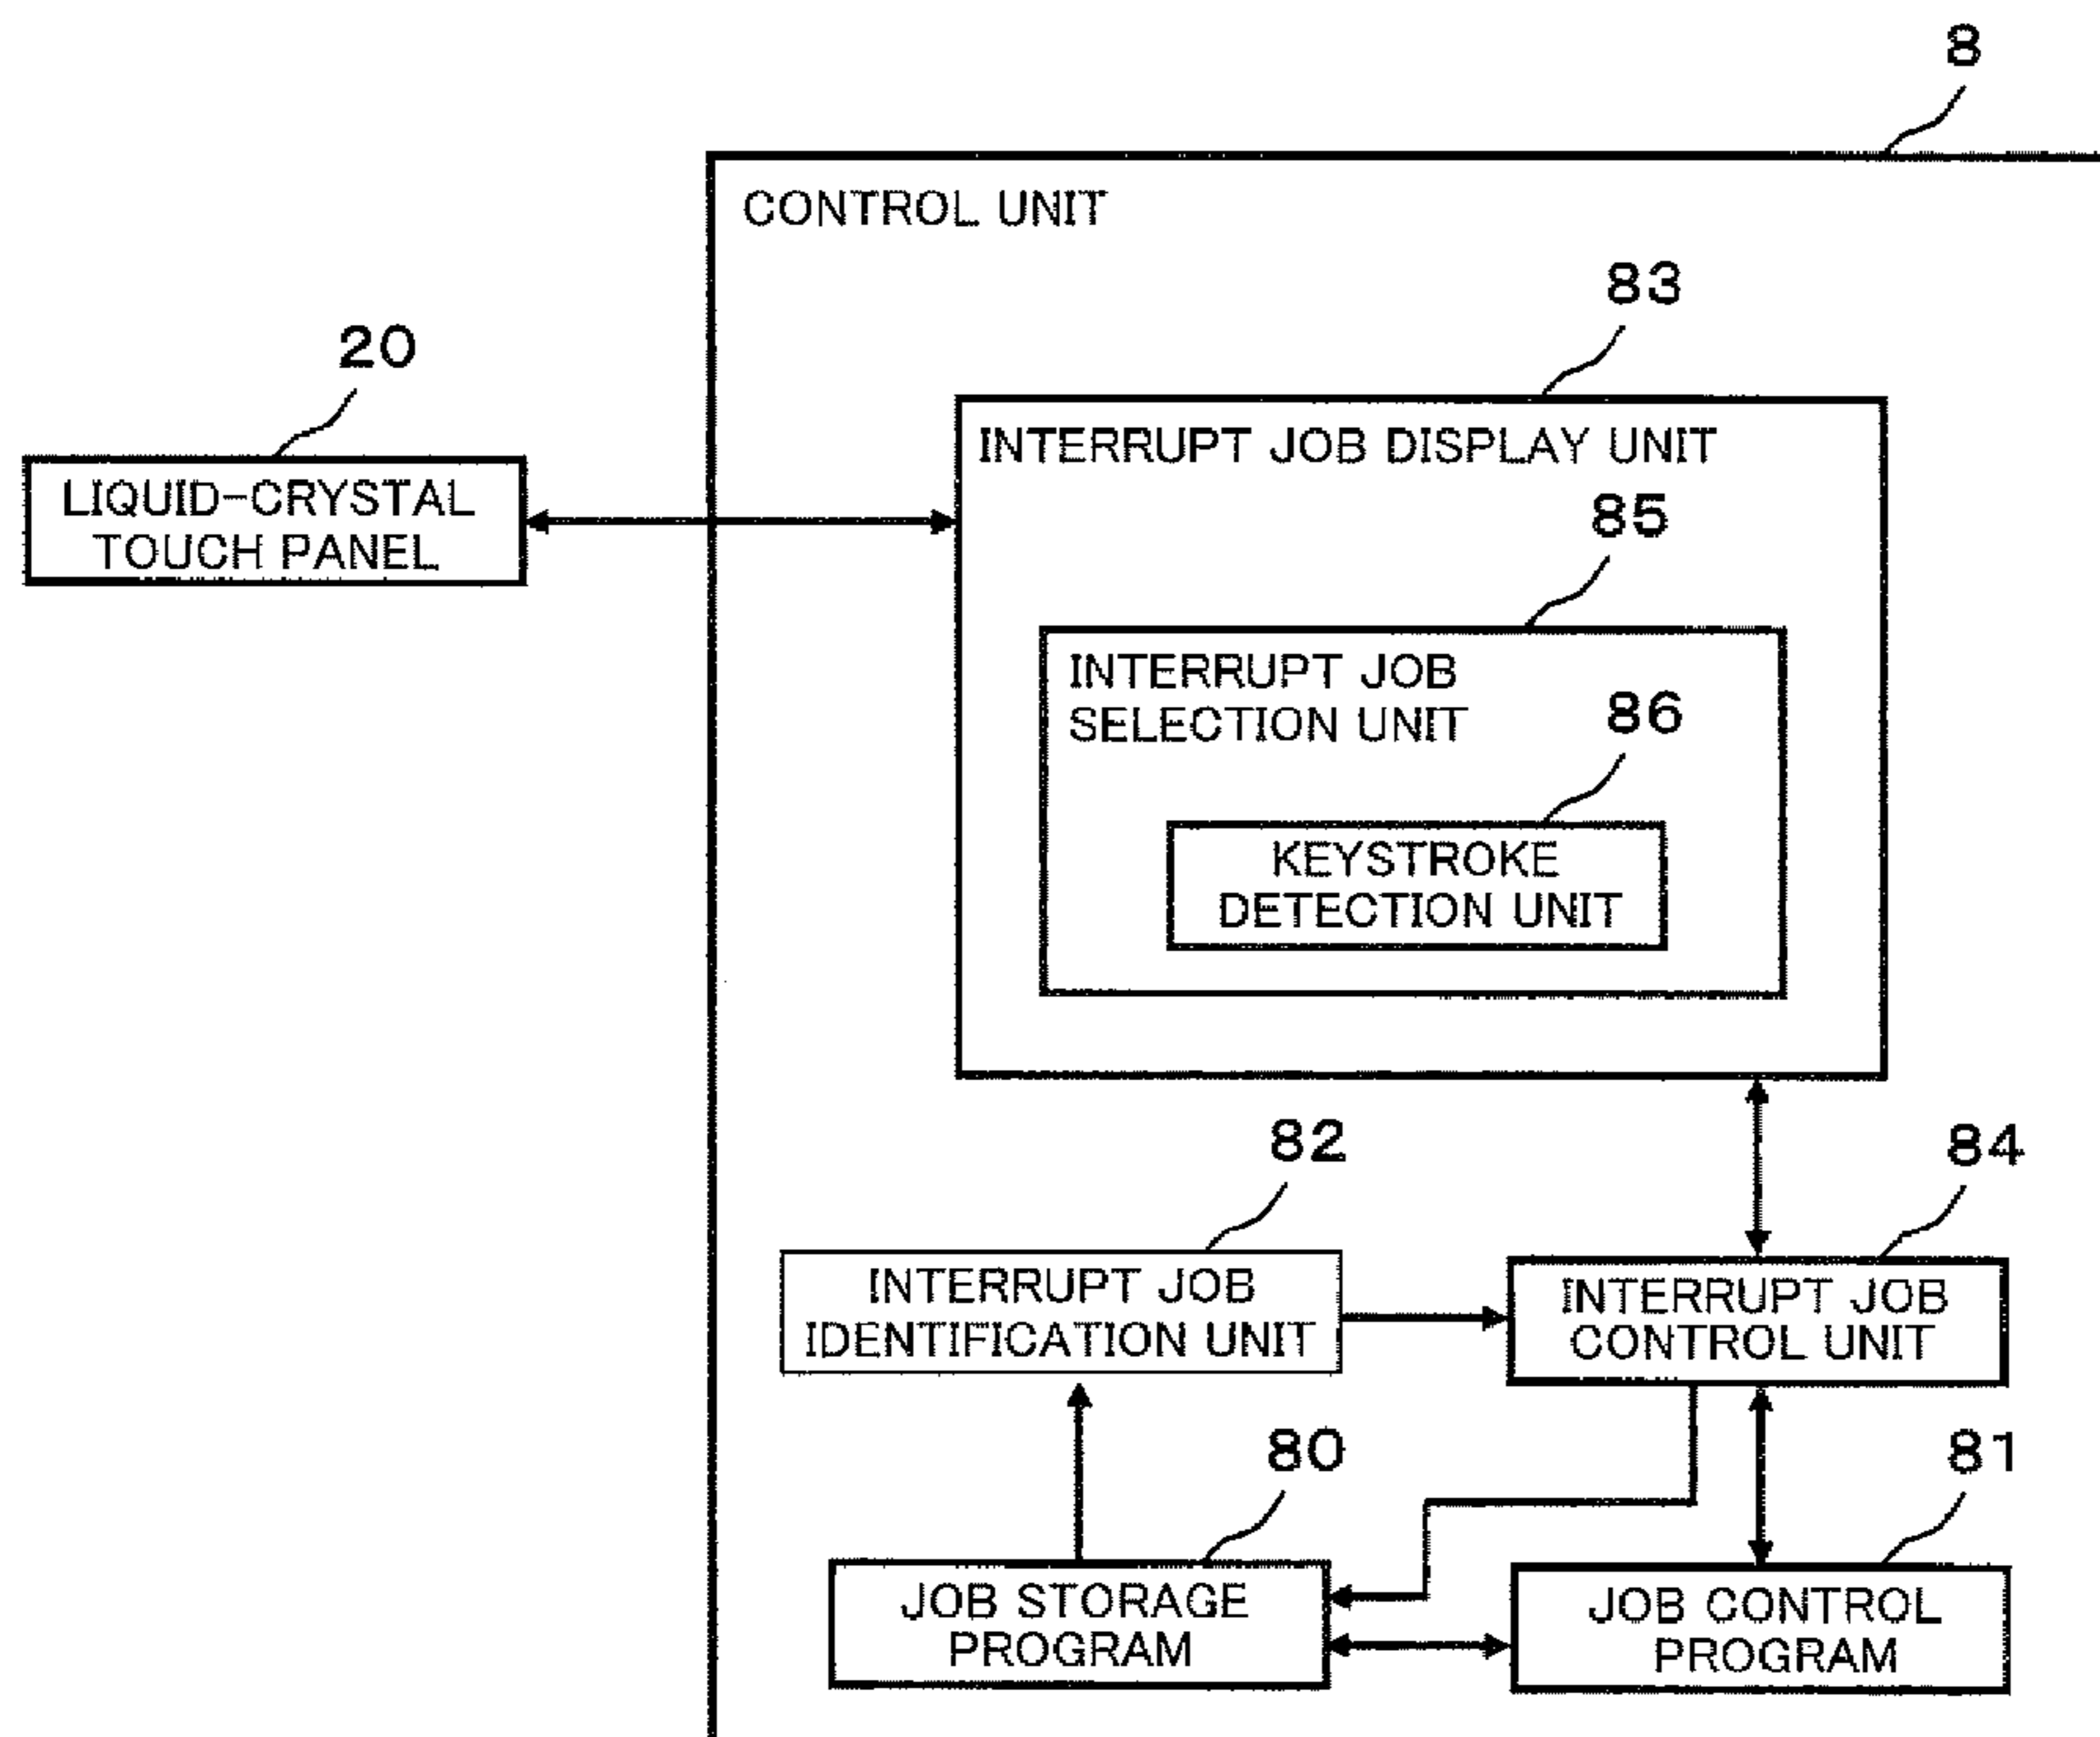 8
CONTROL UNIT
83
20
INTERRUPT JOB DISPLAY UNIT
LIQUID-CRYSTAL
TOUCH PANEL
85
INTERRUPT JOB
SELECTION UNIT
86
KEYSTROKE
DETECTION UNIT
82
84
INTERRUPT JOB
IDENTIFICATION UNIT
INTERRUPT JOB
CONTROL UNIT
80
81
JOB STORAGE
PROGRAM
JOB CONTROL
PROGRAM